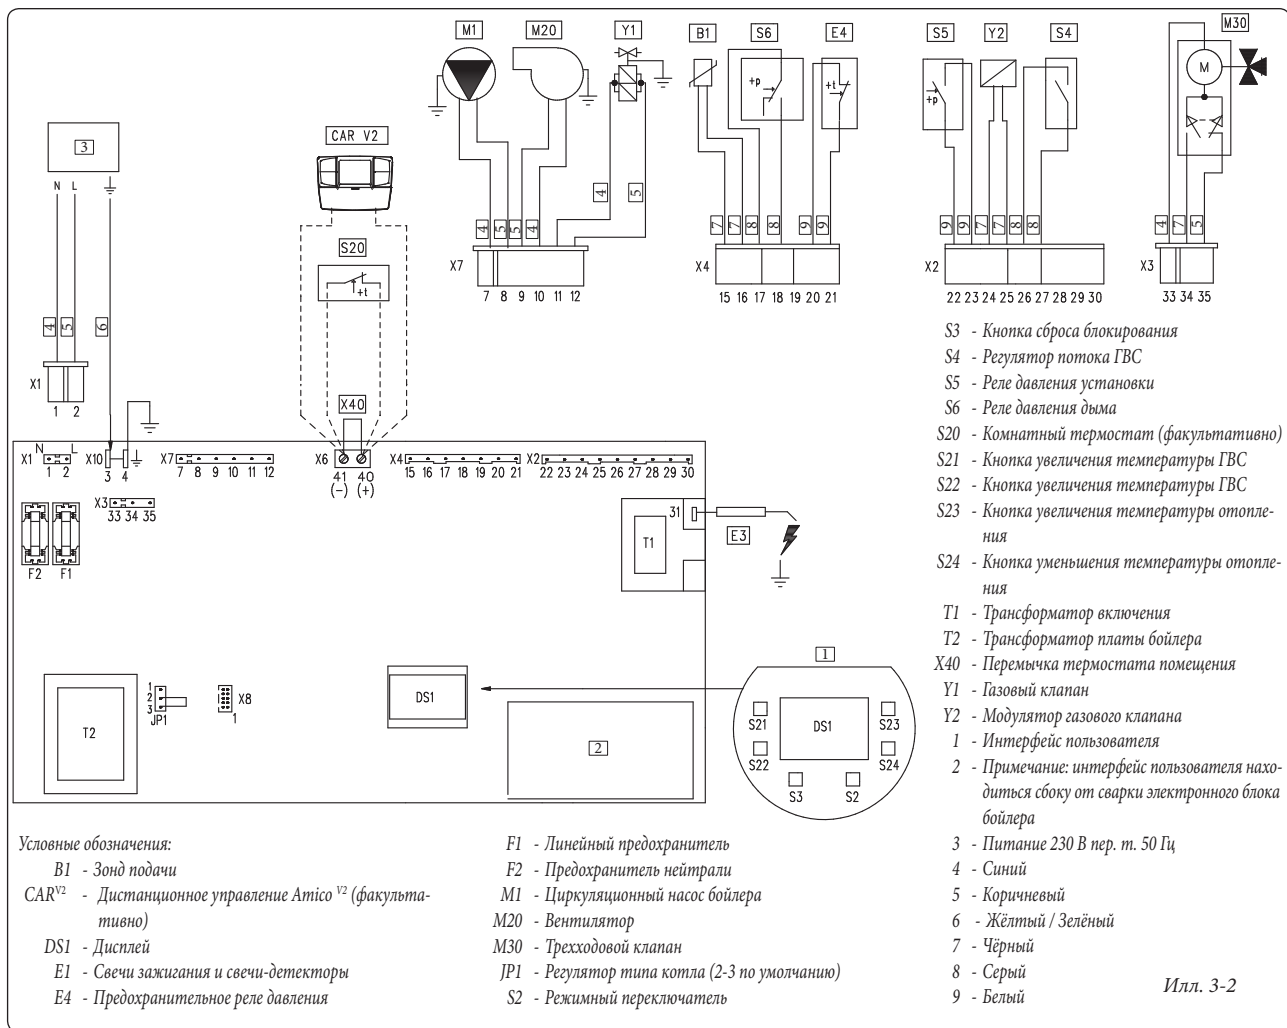 M1
M20
Y1
B1
S6
E4
S5
Y2
S4
M30
+p
+t
+p
M
3
N L
CAR V2
S20
+t
4
5
6
4
5
5
4
4
5
7
7
8
8
9
9
9
9
7
7
8
8
4
7
5
X7
7 8 9 10 11 12
X4
15 16 17 18 19 20 21
X2
22 23 24 25 26 27 28 29 30
X3
33 34 35
X1
1 2
X40
N L
X1
1 2
X10
3 4
X7
7 8 9 10 11 12
X6
41 40
(-) (+)
X4
15 16 17 18 19 20 21
X2
22 23 24 25 26 27 28 29 30
X3
33 34 35
F2 F1
T1
31
E3
T2
1
2
3
JP1
X8
1
DS1
2
1
S21
DS1
S23
S22
S24
S3
S2
S3 - Кнопка сброса блокирования
S4 - Регулятор потока ГВС
S5 - Реле давления установки
S6 - Реле давления дыма
S20 - Комнатный термостат (факультативно)
S21 - Кнопка увеличения температуры ГВС
S22 - Кнопка увеличения температуры ГВС
S23 - Кнопка увеличения температуры отопле-
ния
S24 - Кнопка уменьшения температуры отопле-
ния
T1 - Трансформатор включения
T2 - Трансформатор платы бойлера
X40 - Перемычка термостата помещения
Y1 - Газовый клапан
Y2 - Модулятор газового клапана
1 - Интерфейс пользователя
2 - Примечание: интерфейс пользователя нахо-
диться сбоку от сварки электронного блока
бойлера
3 - Питание 230 В пер. т. 50 Гц
4 - Синий
5 - Коричневый
6 - Жёлтый / Зелёный
7 - Чёрный
8 - Серый
9 - Белый
Условные обозначения:
B1 - Зонд подачи
CAR V2 - Дистанционное управление Amico V2 (факульта-
тивно)
DS1 - Дисплей
E1 - Свечи зажигания и свечи-детекторы
E4 - Предохранительное реле давления
F1 - Линейный предохранитель
F2 - Предохранитель нейтрали
M1 - Циркуляционный насос бойлера
M20 - Вентилятор
M30 - Трехходовой клапан
JP1 - Регулятор типа котла (2-3 по умолчанию)
S2 - Режимный переключатель
Илл. 3-2